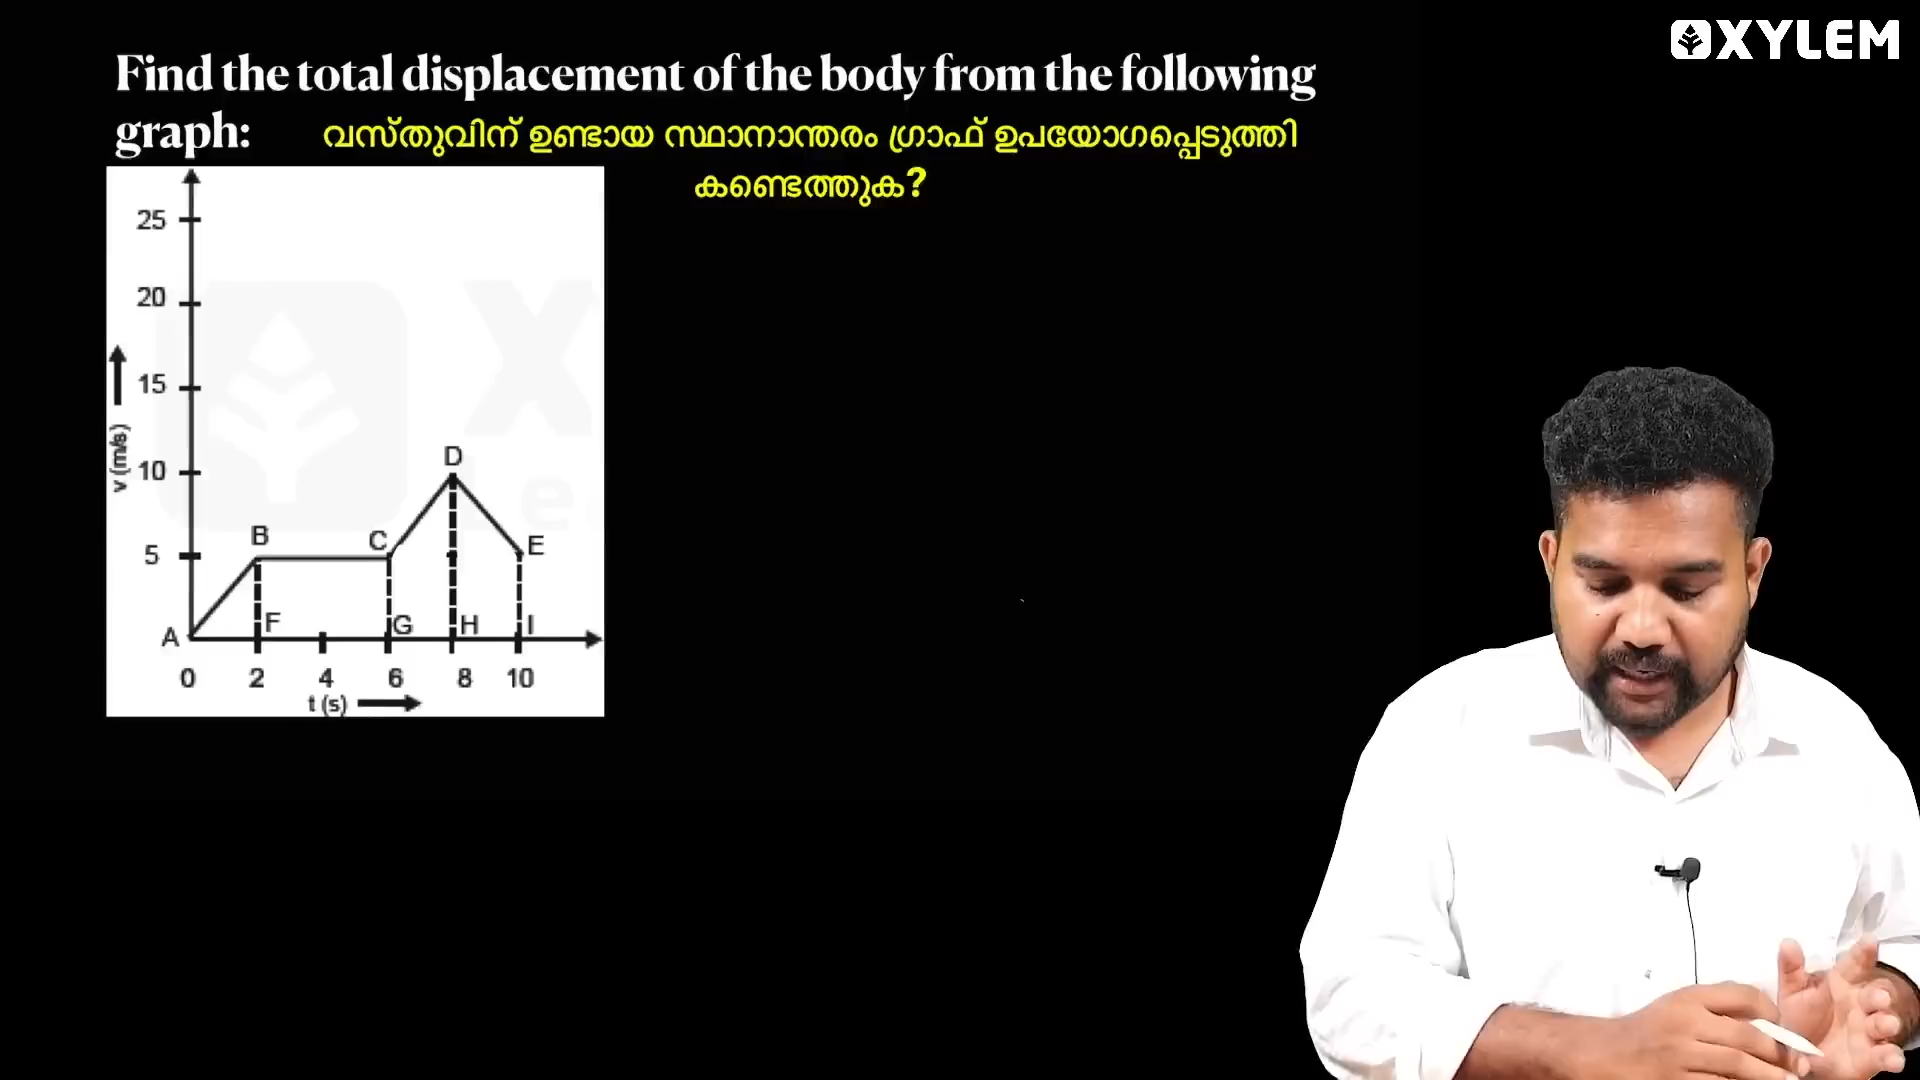 XYLEM
Find the total displacement of the body from the following
graph:
വസ്തുവിന് ഉണ്ടായ സ്ഥാനാന്തരം ഗ്രാഫ് ഉപയോഗപ്പെടുത്തി
കണ്ടെത്തുക?
25
20
15
v (m/s)
10
D
B
C
E
5
F
G
H
I
A
0 2 4 6 8 10
t (s)